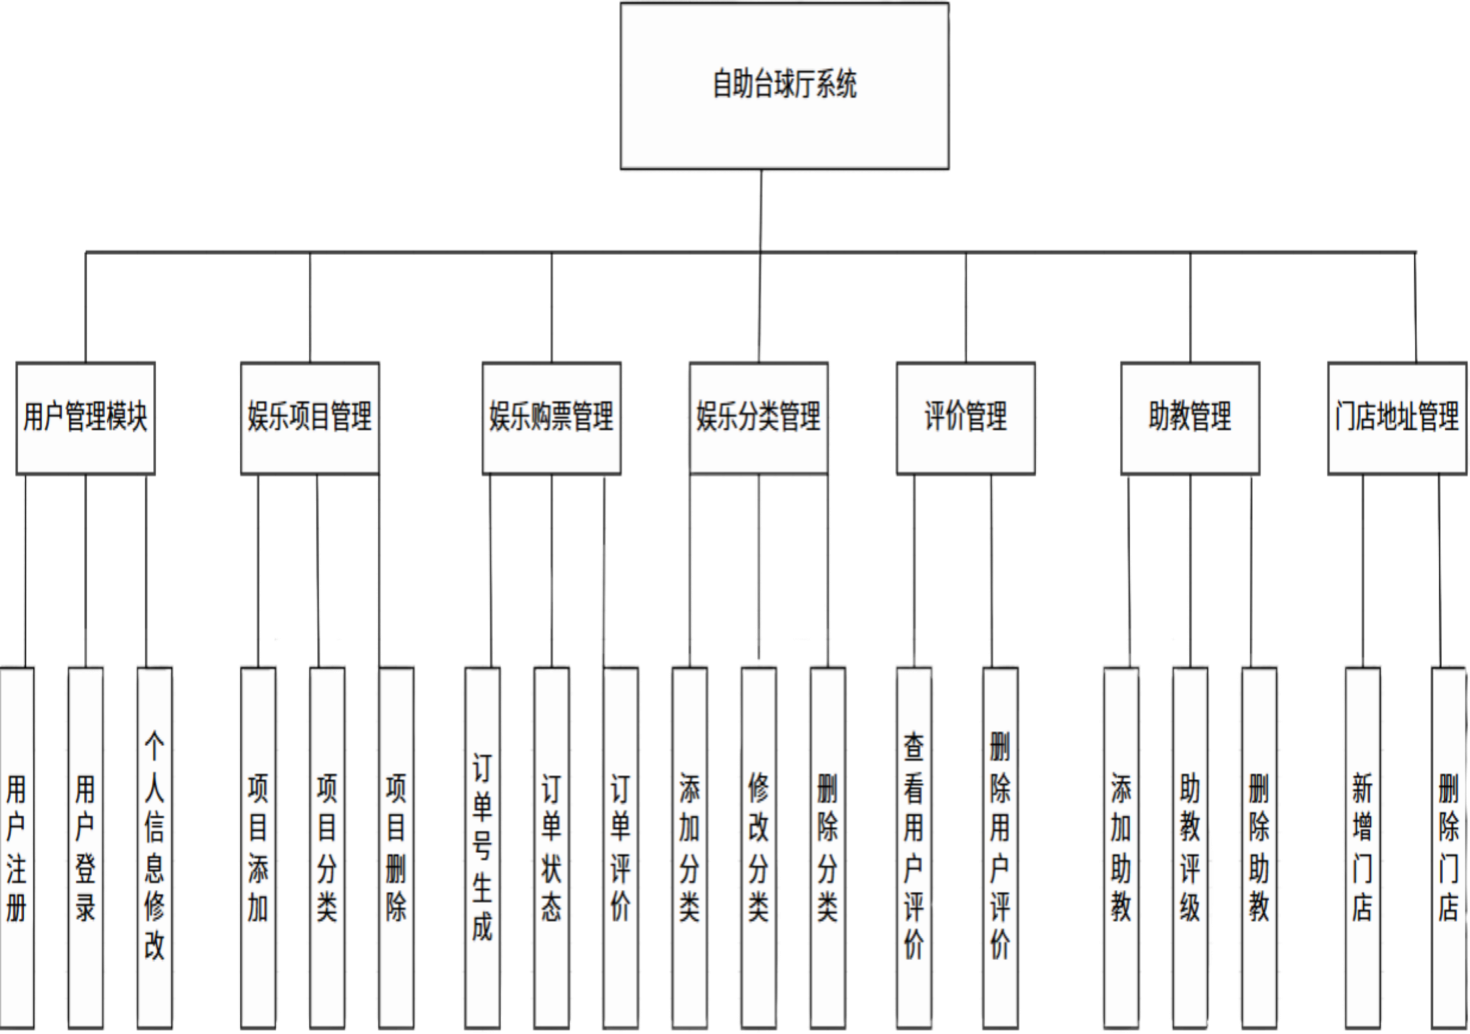 自助台球厅系统
用户管理模块
娱乐项目管理
娱乐购票管理
娱乐分类管理
评价管理
助教管理
门店地址管理
用户注册
用户登录
个人信息修改
项目添加
项目分类
项目删除
订单号生成
订单状态
订单评价
添加分类
修改分类
删除分类
查看用户评价
删除用户评价
添加助教
助教评级
删除助教
新增门店
删除门店